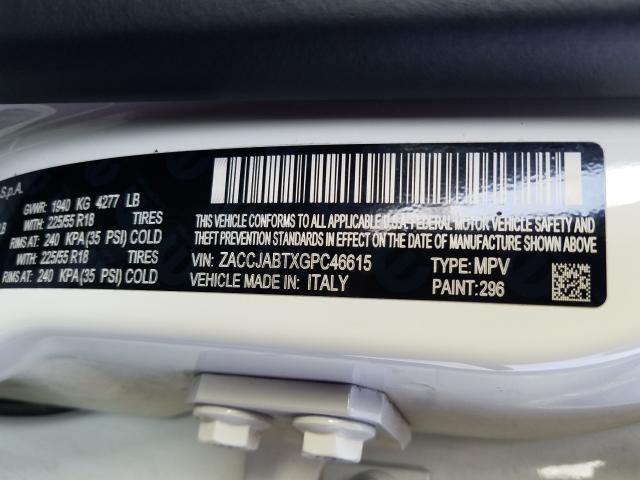 S.p.A.
GVWR: 1940 KG 4277 LB
LB WITH: 225/55 R18 TIRES
RIMS AT: 240 KPA(35 PSI) COLD
WITH: 225/55 R18 TIRES
RIMS AT: 240 KPA(35 PSI) COLD
THIS VEHICLE CONFORMS TO ALL APPLICABLE U.S.A. FEDERAL MOTOR VEHICLE SAFETY AND
THEFT PREVENTION STANDARDS IN EFFECT ON THE DATE OF MANUFACTURE SHOWN ABOVE.
VIN: ZACCJABTXGPC46615 TYPE: MPV
VEHICLE MADE IN: ITALY PAINT: 296